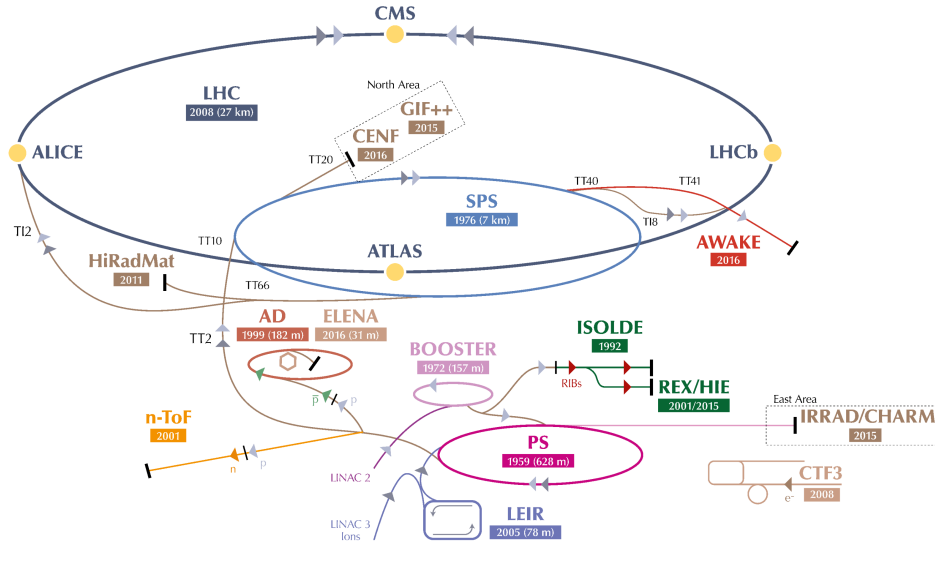 CMS
LHC
2008 (27 km)
North Area
GIF++
2015
CENF
2016
ALICE
LHCb
TT20
TT40
TT41
SPS
1976 (7 km)
TI8
TI2
TT10
ATLAS
AWAKE
2016
HiRadMat
2011
TT66
AD
1999 (182 m)
ELENA
2016 (31 m)
TT2
ISOLDE
1992
BOOSTER
1972 (157 m)
RIBs
REX/HIE
2001/2015
p̅
p
East Area
n-ToF
2001
IRRAD/CHARM
2015
PS
1959 (628 m)
n
p
LINAC 2
CTF3
2008
e-
LINAC 3
Ions
LEIR
2005 (78 m)